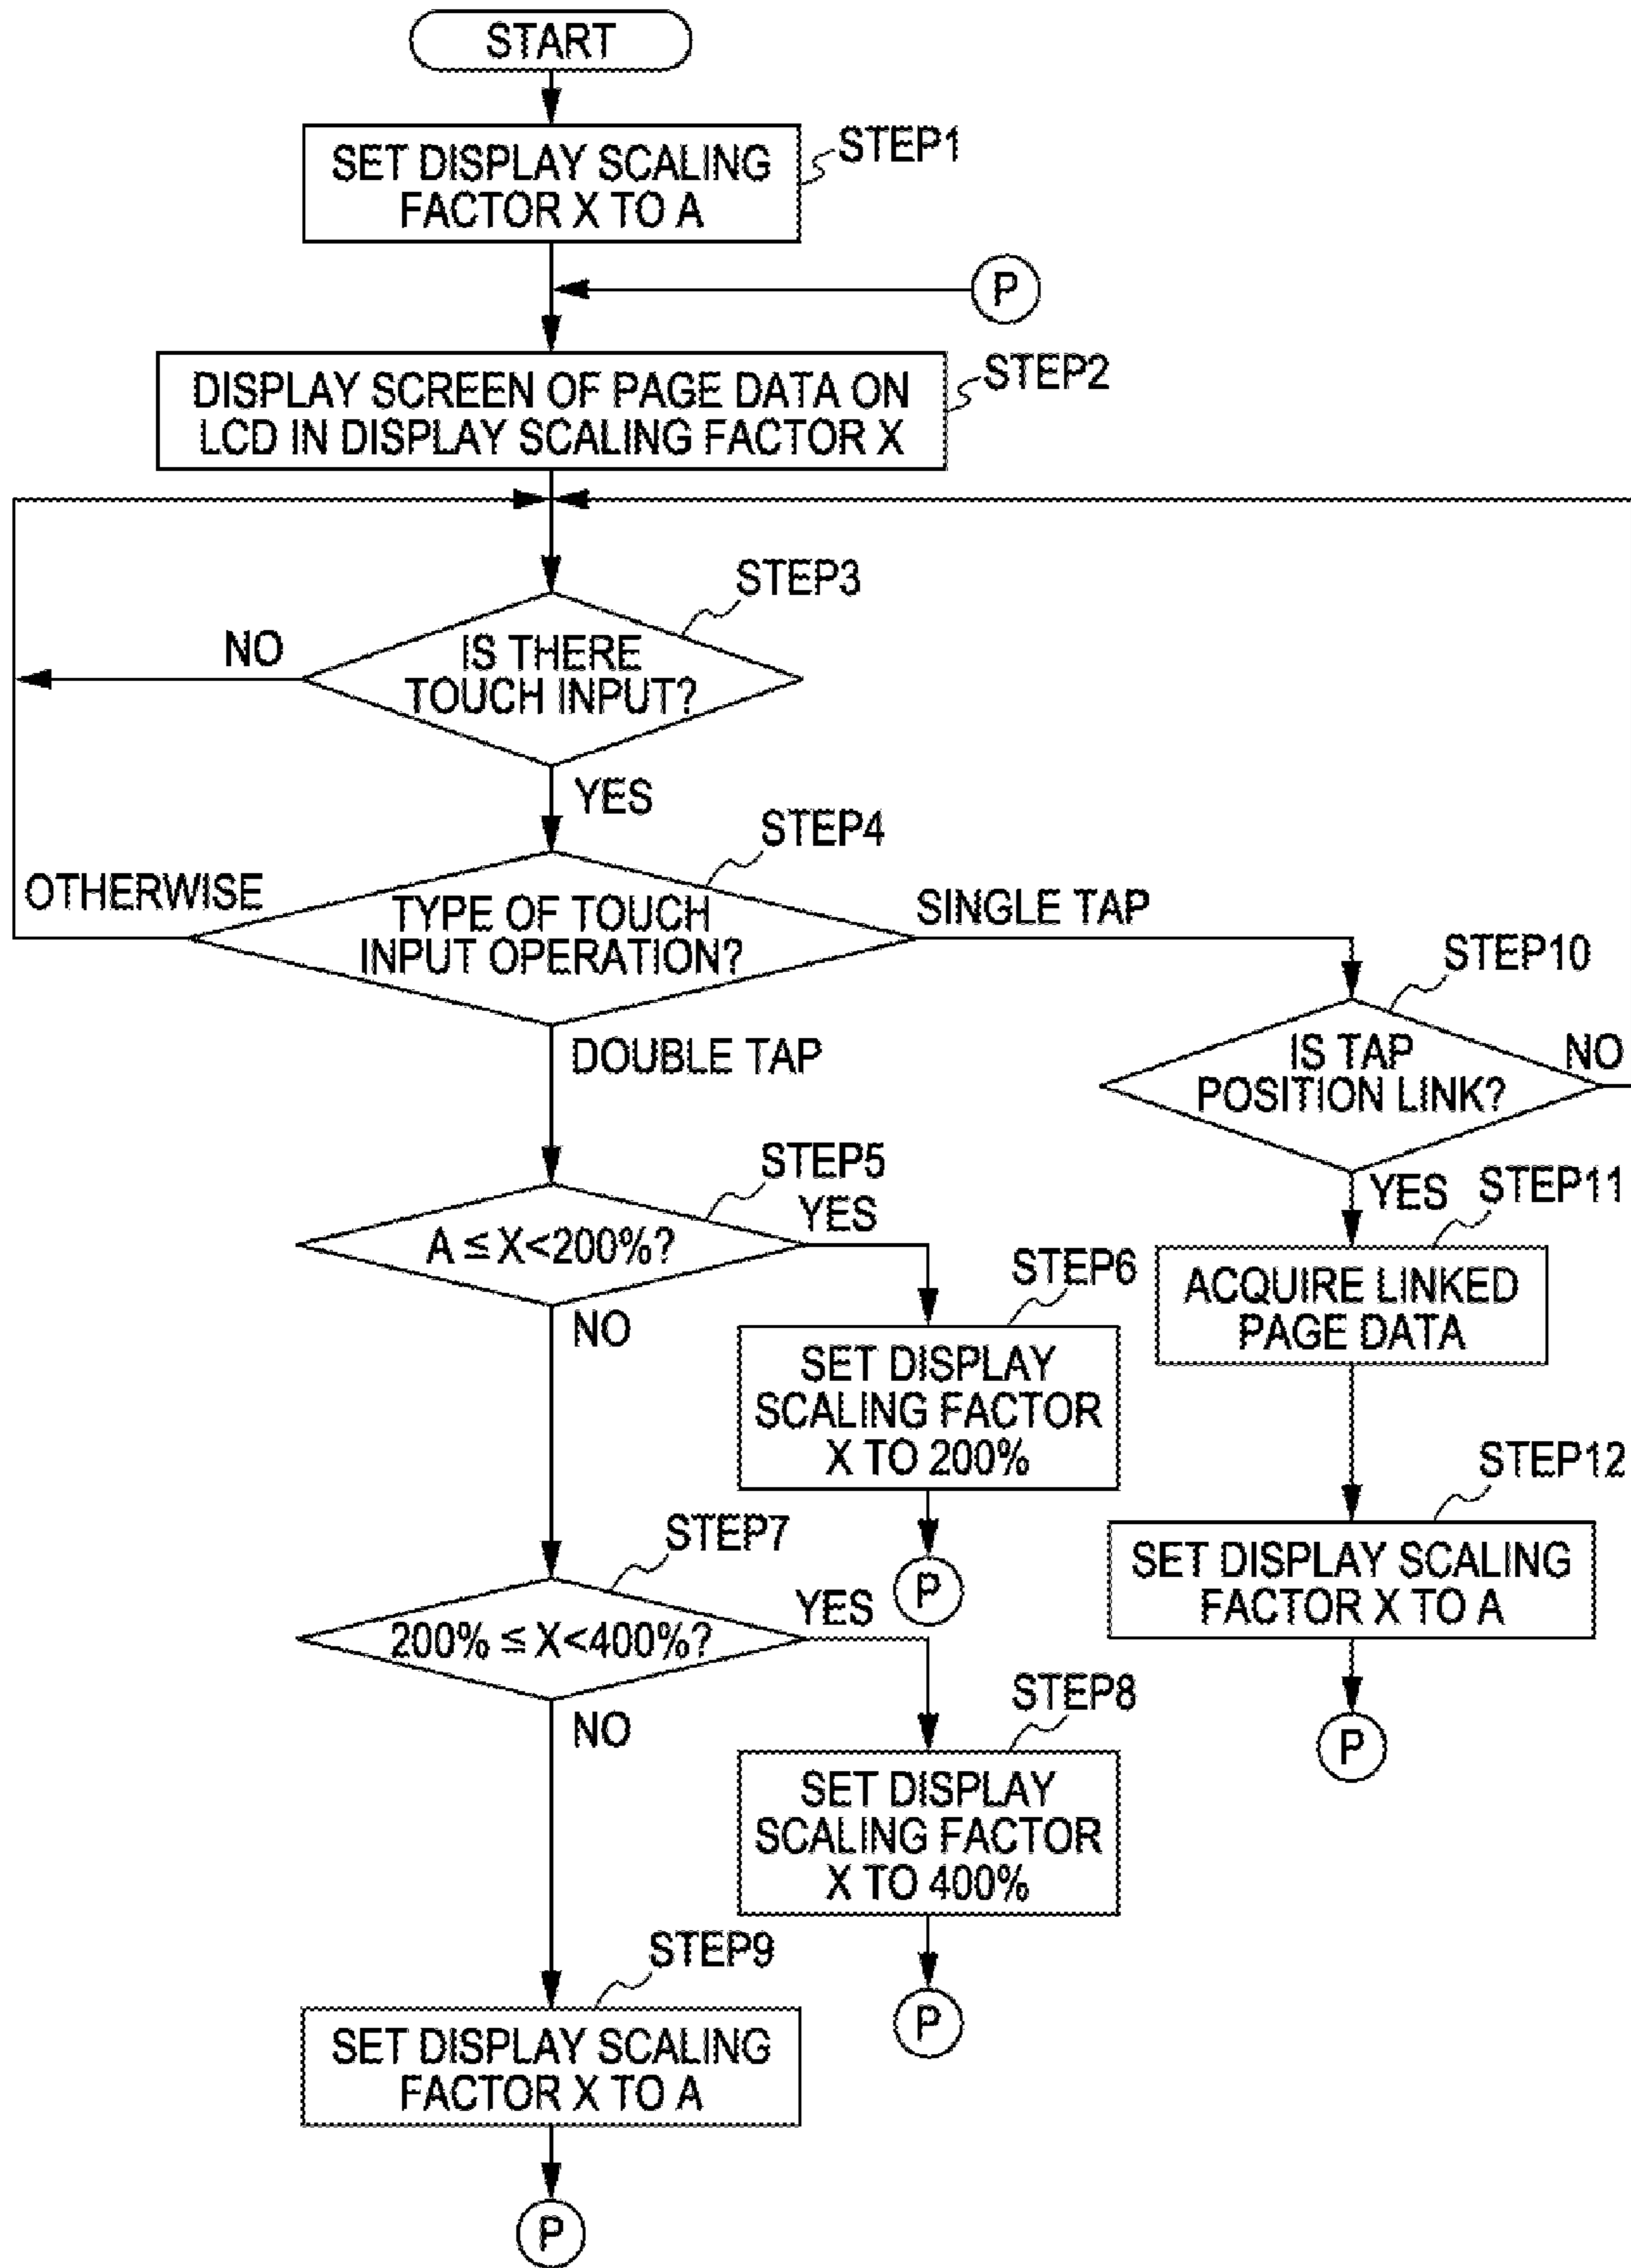 START
STEP1
SET DISPLAY SCALING
FACTOR X TO A
P
STEP2
DISPLAY SCREEN OF PAGE DATA ON
LCD IN DISPLAY SCALING FACTOR X
STEP3
NO
IS THERE
TOUCH INPUT?
YES
STEP4
OTHERWISE
TYPE OF TOUCH
INPUT OPERATION?
SINGLE TAP
STEP10
DOUBLE TAP
IS TAP
POSITION LINK?
NO
STEP5
YES
STEP11
A ≤ X<200%?
YES
NO
STEP6
ACQUIRE LINKED
PAGE DATA
SET DISPLAY
SCALING FACTOR
X TO 200%
STEP12
STEP7
P
SET DISPLAY SCALING
FACTOR X TO A
200% ≤ X<400%?
YES
NO
STEP8
P
SET DISPLAY
SCALING FACTOR
X TO 400%
STEP9
P
SET DISPLAY SCALING
FACTOR X TO A
P